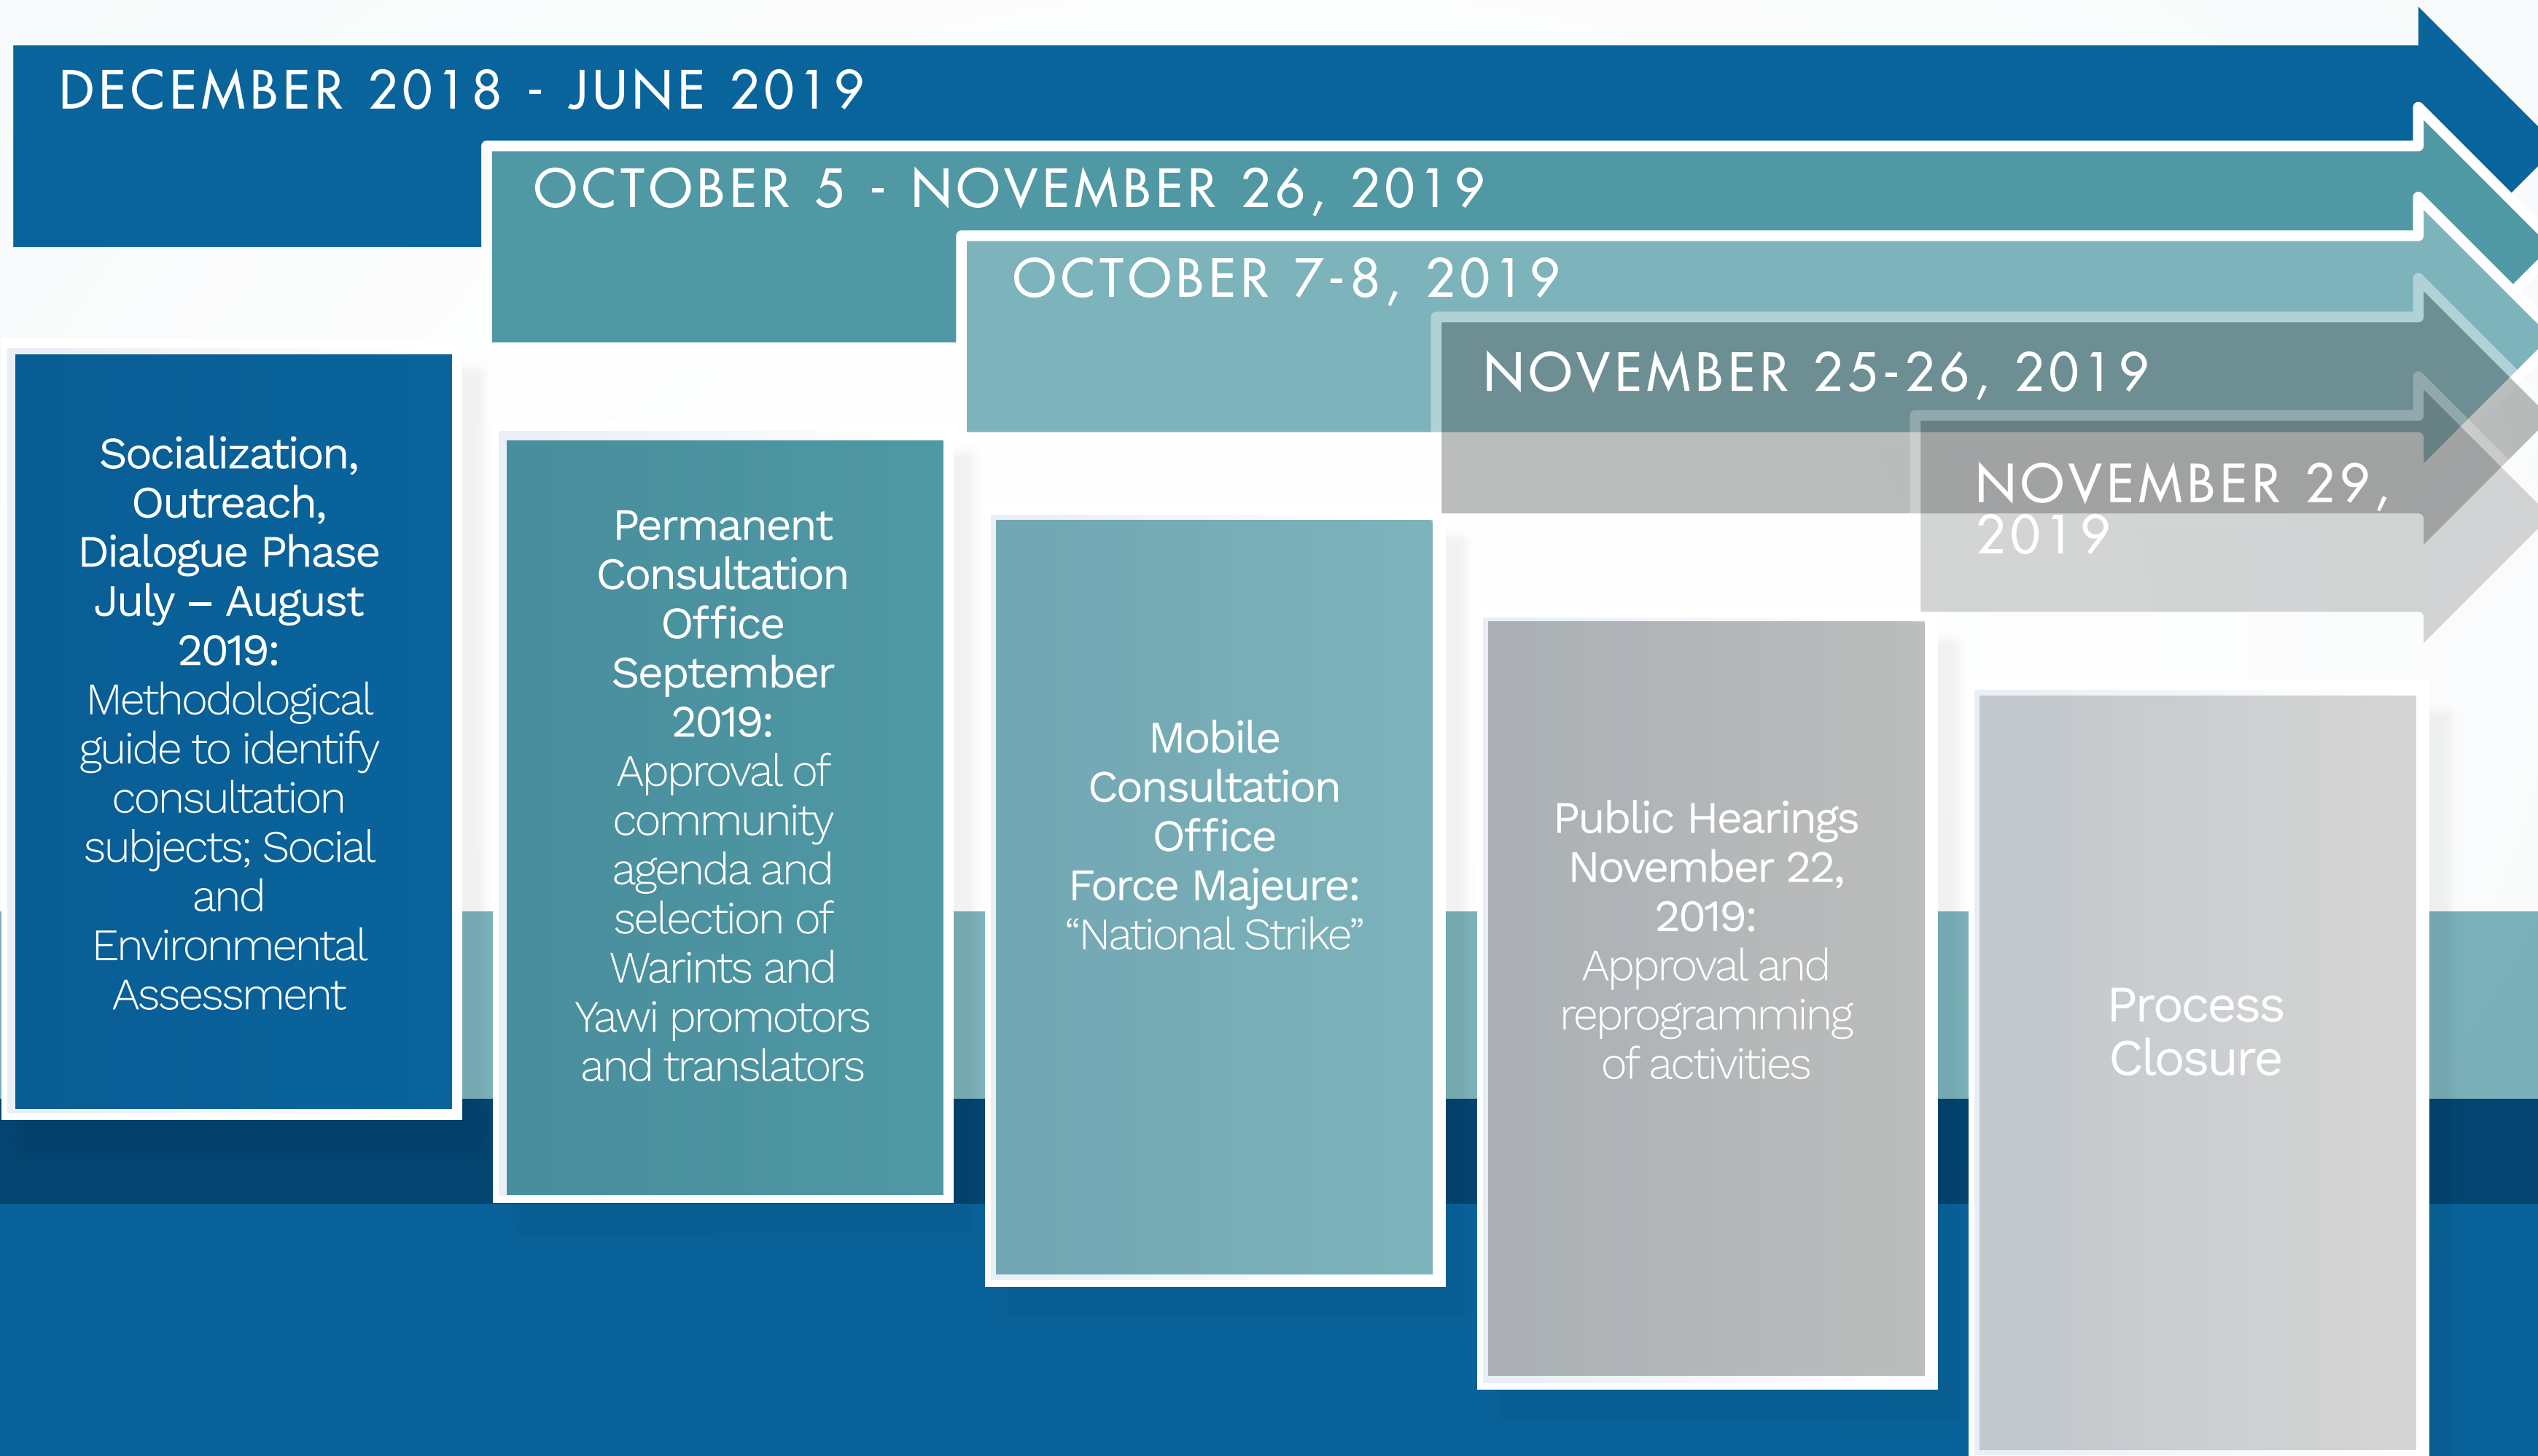 DECEMBER 2018 - JUNE 2019
OCTOBER 5 - NOVEMBER 26, 2019
OCTOBER 7-8, 2019
NOVEMBER 25-26, 2019
NOVEMBER 29,
2019
Socialization,
Outreach,
Dialogue Phase
July – August
2019:
Methodological
guide to identify
consultation
subjects; Social
and
Environmental
Assessment
Permanent
Consultation
Office
September
2019:
Approval of
community
agenda and
selection of
Warints and
Yawi promotors
and translators
Mobile
Consultation
Office
Force Majeure:
“National Strike”
Public Hearings
November 22,
2019:
Approval and
reprogramming
of activities
Process
Closure